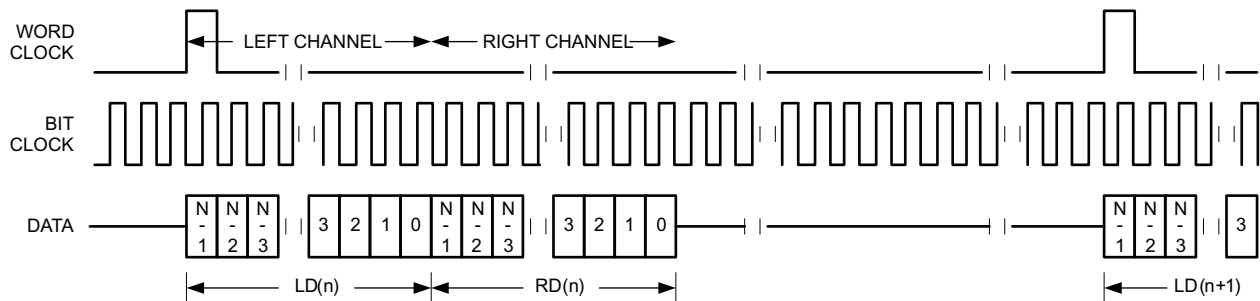 WORD
CLOCK
LEFT CHANNEL
RIGHT CHANNEL
BIT
CLOCK
DATA
N-1 N-2 N-3 3 2 1 0 N-1 N-2 N-3 3 2 1 0 N-1 N-2 N-3 3
LD(n) RD(n) LD(n+1)